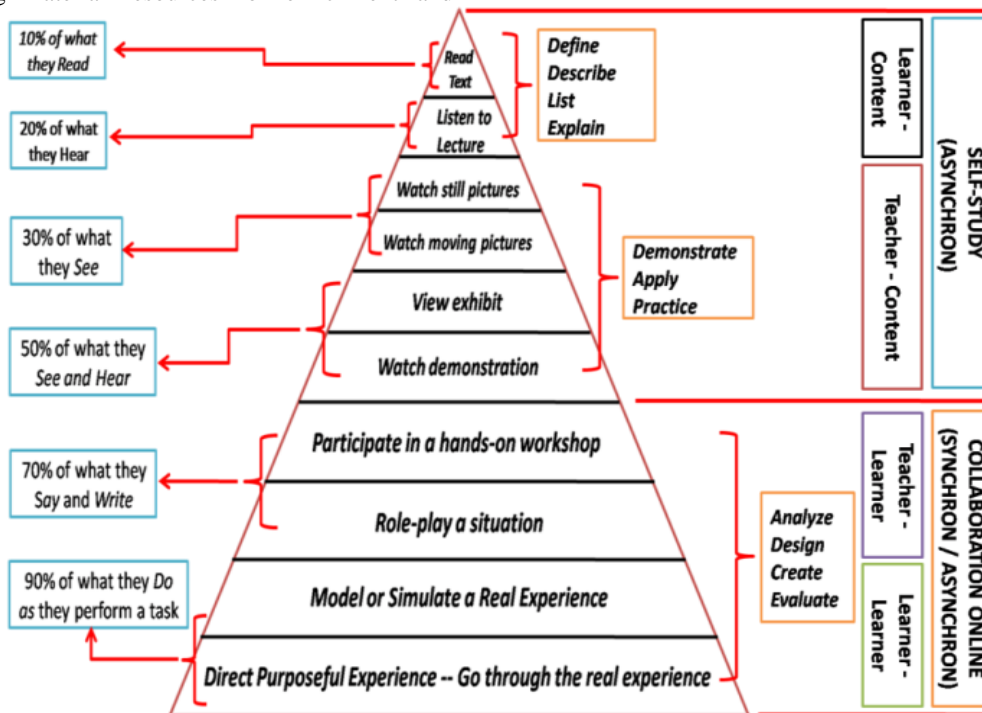 10% of what
they Read
Read
Text
Define
Describe
List
Explain
20% of what
they Hear
Listen to
Lecture
Learner -
Content
SELF-STUDY
(ASYNCHRON)
30% of what
they See
Watch still pictures
Watch moving pictures
Demonstrate
Apply
Practice
Teacher - Content
50% of what they
See and Hear
View exhibit
Watch demonstration
70% of what they
Say and Write
Participate in a hands-on workshop
Role-play a situation
Analyze
Design
Create
Evaluate
Teacher -
Learner
COLLABORATION ONLINE
(SYNCHRON / ASYNCHRON)
90% of what they Do
as they perform a task
Model or Simulate a Real Experience
Direct Purposeful Experience -- Go through the real experience
Learner -
Learner